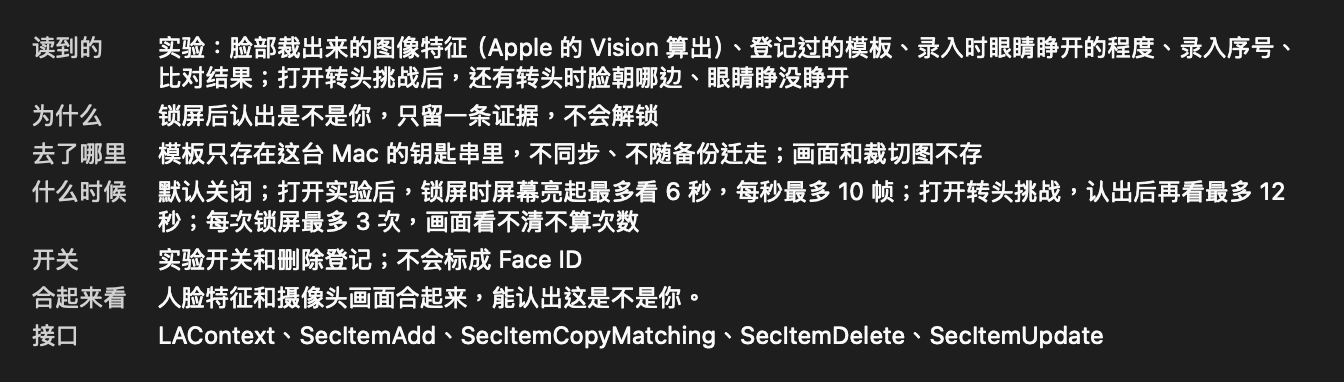 读到的 实验：脸部裁出来的图像特征（Apple 的 Vision 算出）、登记过的模板、录入时眼睛睁开的程度、录入序号、
比对结果；打开转头挑战后，还有转头时脸朝哪边、眼睛睁没睁开
为什么 锁屏后认出是不是你，只留一条证据，不会解锁
去了哪里 模板只存在这台 Mac 的钥匙串里，不同步、不随备份迁走；画面和裁切图不存
什么时候 默认关闭；打开实验后，锁屏时屏幕亮起最多看 6 秒，每秒最多 10 帧；打开转头挑战，认出后再看最多 12
秒；每次锁屏最多 3 次，画面看不清不算次数
开关 实验开关和删除登记；不会标成 Face ID
合起来看 人脸特征和摄像头画面合起来，能认出这是不是你。
接口 LAContext、SecItemAdd、SecItemCopyMatching、SecItemDelete、SecItemUpdate